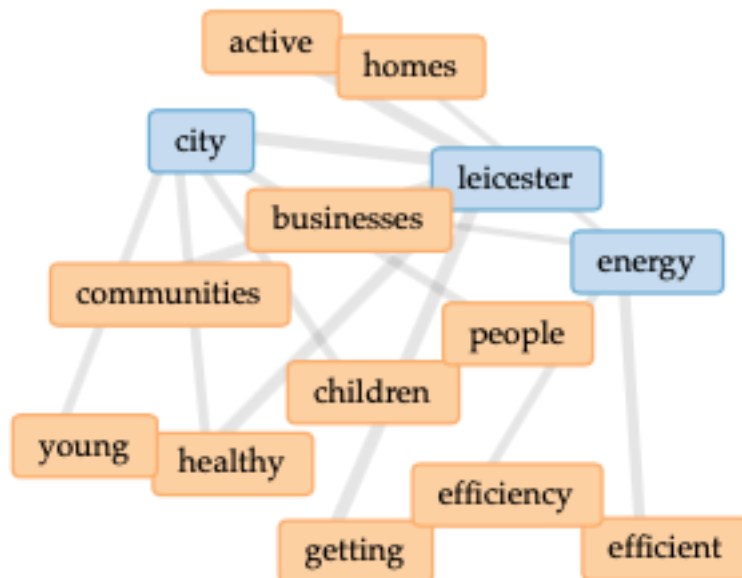 active
homes
city
leicester
businesses
energy
communities
people
children
young
healthy
efficiency
getting
efficient